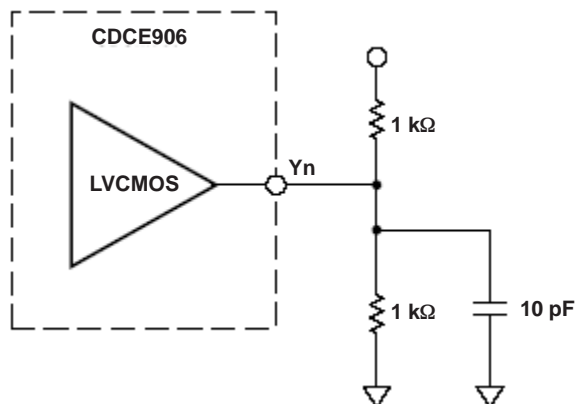 CDCE906
1 kΩ
LVCMOS
Yn
1 kΩ
10 pF